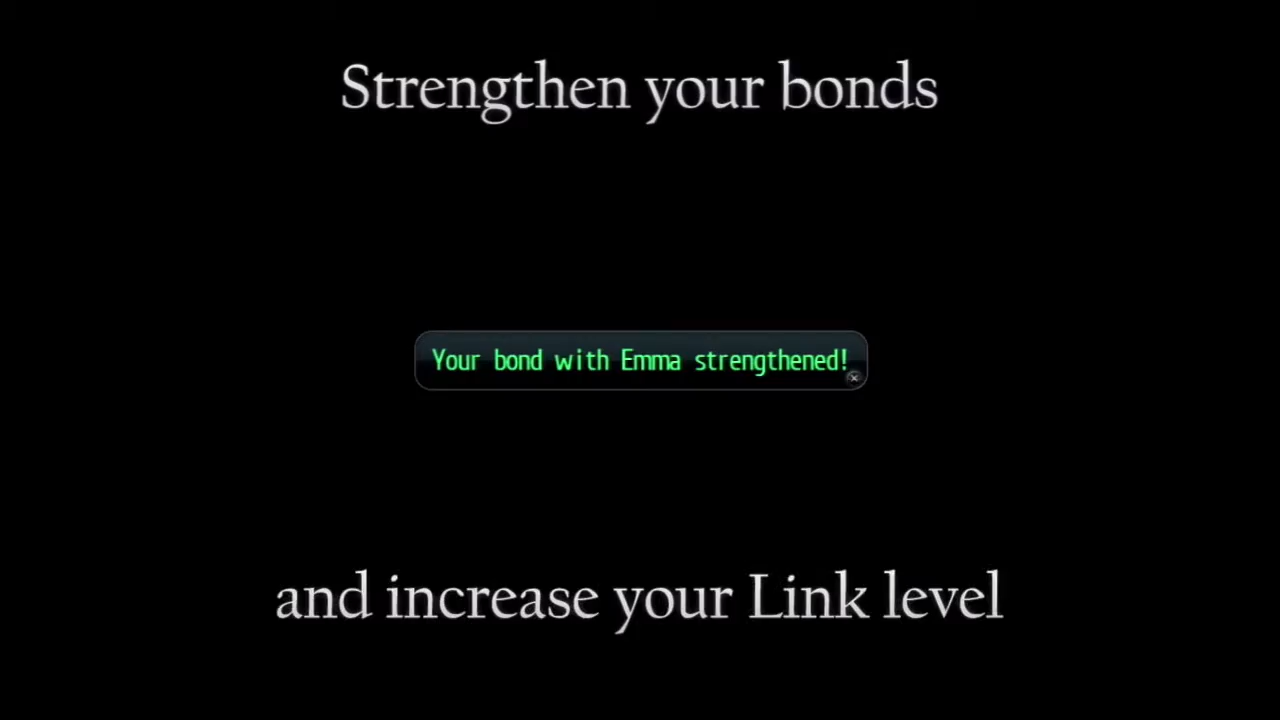 Strengthen your bonds
Your bond with Emma strengthened!
and increase your Link level